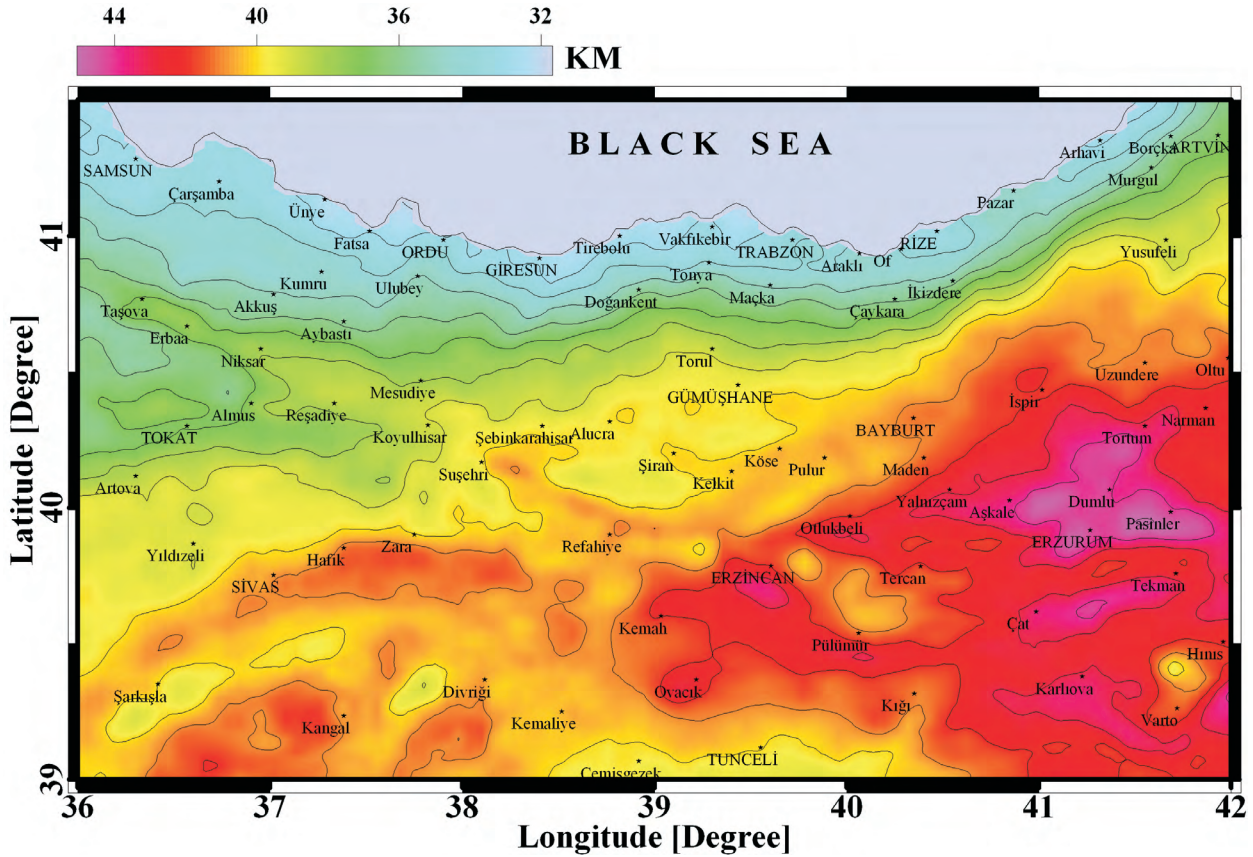 44 40 36 32
KM
BLACK SEA
SAMSUN
Çarşamba
Ünye
Fatsa
ORDU
GİRESUN
Tirebolu
Vakfıkebir
TRABZON
Araklı
Of
RİZE
Pazar
Arhavi
Borçka
ARTVİN
Murgul
Yusufeli
Kumru
Ulubey
Tonya
Akkuş
Doğankent
Maçka
Çaykara
İkizdere
Taşova
Erbaa
Aybastı
Niksar
Torul
Mesudiye
GÜMÜŞHANE
Uzundere
Oltu
Almus
Reşadiye
İspir
Narman
TOKAT
Koyulhisar
Şebinkarahisar
Alucra
BAYBURT
Tortum
Suşehri
Şiran
Kelkit
Köse
Pulur
Maden
Artova
Yalnızçam
Aşkale
Dumlu
Pasinler
Otlukbeli
ERZURUM
Yıldızeli
Hafik
Zara
Refahiye
SİVAS
ERZİNCAN
Tercan
Tekman
Kemah
Pülümür
Çat
Hınıs
Şarkışla
Divriği
Ovacık
Kığı
Karlıova
Varto
Kangal
Kemaliye
TUNCELİ
Çemişgezek
41
40
39
Latitude [Degree]
36 37 38 39 40 41 42
Longitude [Degree]